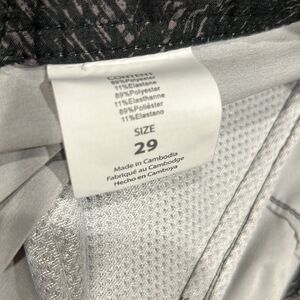 CONTENT
89%Polyester
11%Elastane
89%Polyester
11%Elasthanne
89%Poliéster
11%Elastano
SIZE
29
Made in Cambodia
Fabriqué au Cambodge
Hecho en Camboya